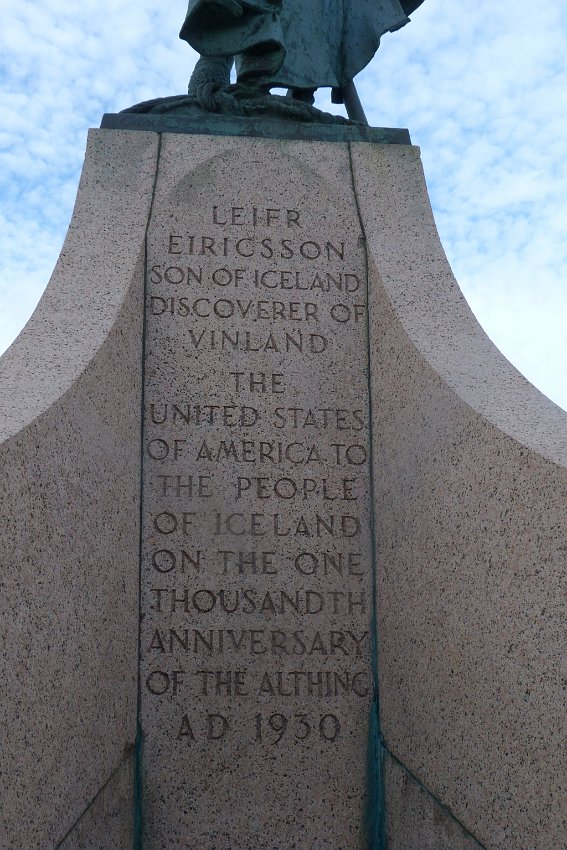 LEIFR
EIRICSSON
SON OF ICELAND
DISCOVERER OF
VINLAND
THE
UNITED STATES
OF AMERICA TO
THE PEOPLE
OF ICELAND
ON THE ONE
THOUSANDTH
ANNIVERSARY
OF THE ALTHING
AD 1930